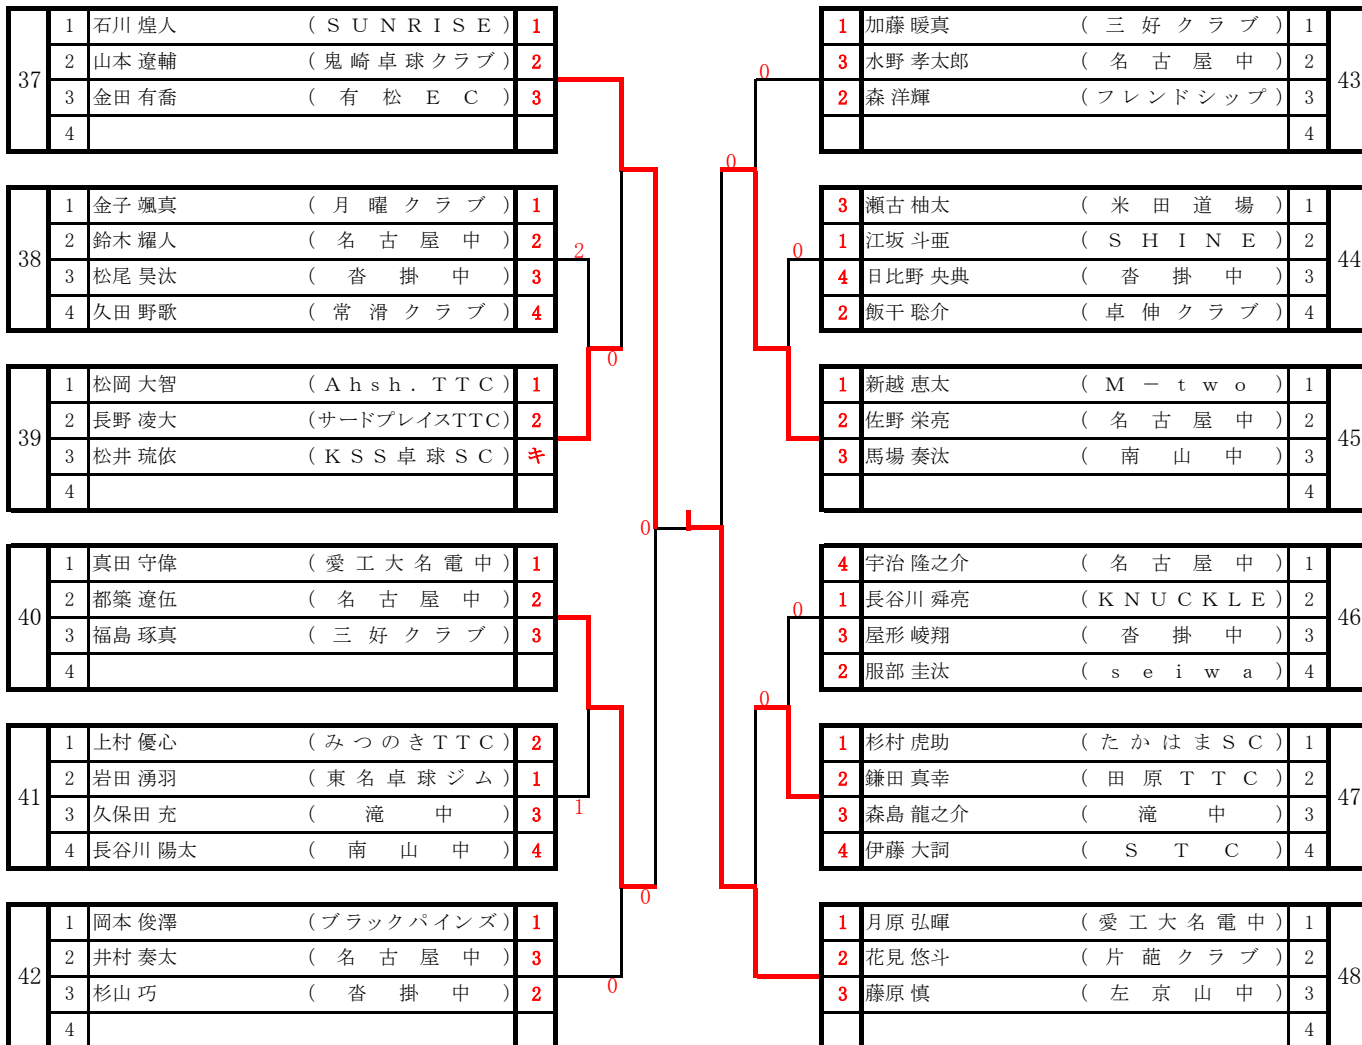 37
1 石川 煌人 (SUNRISE) 1
2 山本 遼輔 (鬼崎卓球クラブ) 2
3 金田 有喬 (有松EC) 3
4
38
1 金子 颯真 (月曜クラブ) 1
2 鈴木 耀人 (名古屋中) 2
3 松尾 昊汰 (沓掛中) 3
4 久田 野歌 (常滑クラブ) 4
39
1 松岡 大智 (Ahsh.TTC) 1
2 長野 凌大 (サードプレイスTTC) 2
3 松井 琉依 (KSS卓球SC) キ
4
40
1 真田 守偉 (愛工大名電中) 1
2 都築 遼伍 (名古屋中) 2
3 福島 琢真 (三好クラブ) 3
4
41
1 上村 優心 (みつのきTTC) 2
2 岩田 湧羽 (東名卓球ジム) 1
3 久保田 充 (滝中) 3
4 長谷川 陽太 (南山中) 4
42
1 岡本 俊澤 (ブラックパインズ) 1
2 井村 奏太 (名古屋中) 3
3 杉山 巧 (沓掛中) 2
4
2
0
0
1
0
0
0
0
0
0
0
1 加藤 暖真 (三好クラブ) 1
3 水野 孝太郎 (名古屋中) 2
2 森 洋輝 (フレンドシップ) 3
4
43
3 瀬古 柚太 (米田道場) 1
1 江坂 斗亜 (SHINE) 2
4 日比野 央典 (沓掛中) 3
2 飯干 聡介 (卓伸クラブ) 4
44
1 新越 恵太 (M－two) 1
2 佐野 栄亮 (名古屋中) 2
3 馬場 奏汰 (南山中) 3
4
45
4 宇治 隆之介 (名古屋中) 1
1 長谷川 舜亮 (KNUCKLE) 2
3 屋形 崚翔 (沓掛中) 3
2 服部 圭汰 (seiwa) 4
46
1 杉村 虎助 (たかはまSC) 1
2 鎌田 真幸 (田原TTC) 2
3 森島 龍之介 (滝中) 3
4 伊藤 大詞 (STC) 4
47
1 月原 弘暉 (愛工大名電中) 1
2 花見 悠斗 (片葩クラブ) 2
3 藤原 慎 (左京山中) 3
4
48